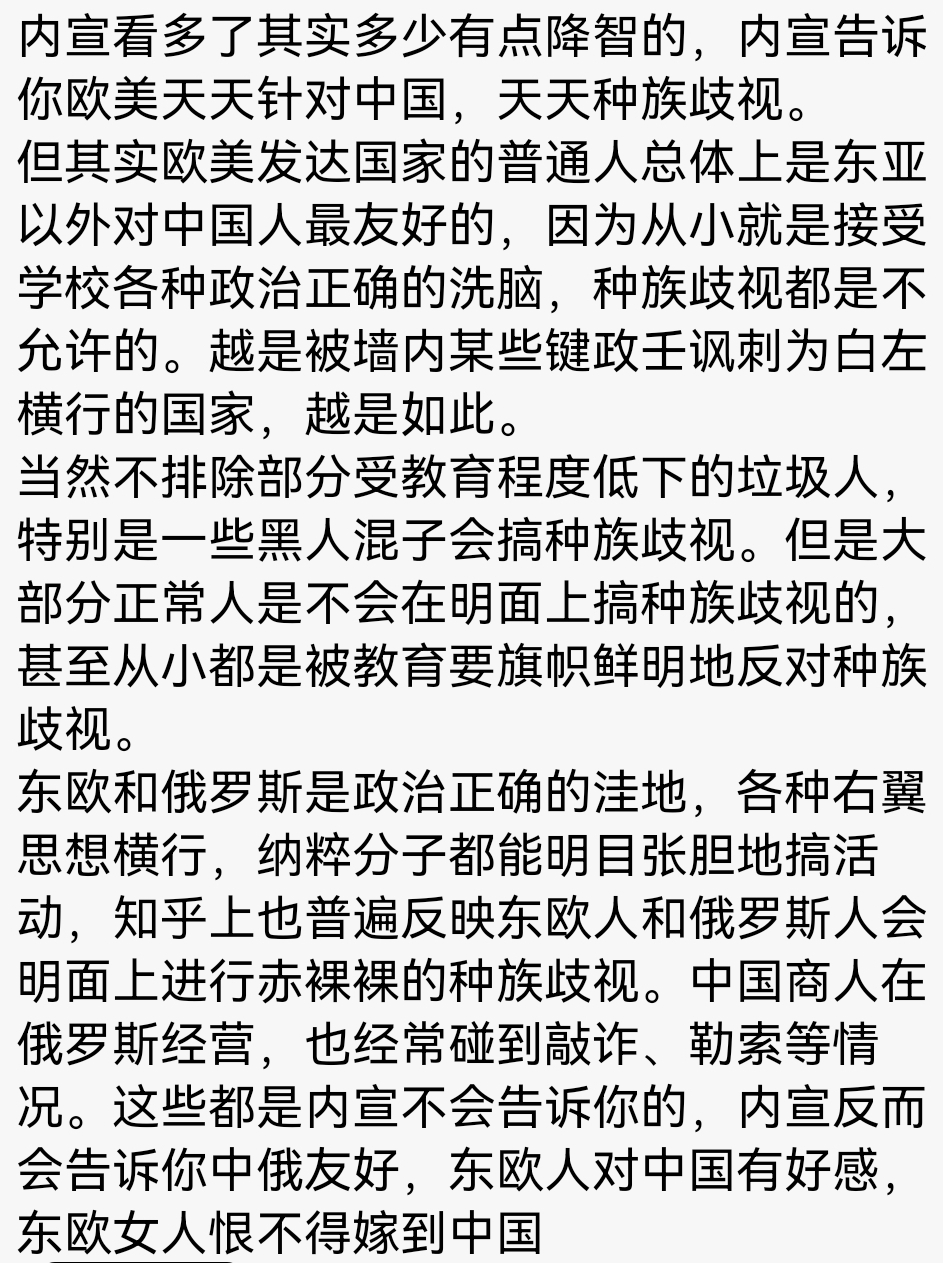 内宣看多了其实多少有点降智的，内宣告诉
你欧美天天针对中国，天天种族歧视。
但其实欧美发达国家的普通人总体上是东亚
以外对中国人最友好的，因为从小就是接受
学校各种政治正确的洗脑，种族歧视都是不
允许的。越是被墙内某些键政壬讽刺为白左
横行的国家，越是如此。
当然不排除部分受教育程度低下的垃圾人，
特别是一些黑人混子会搞种族歧视。但是大
部分正常人是不会在明面上搞种族歧视的，
甚至从小都是被教育要旗帜鲜明地反对种族
歧视。
东欧和俄罗斯是政治正确的洼地，各种右翼
思想横行，纳粹分子都能明目张胆地搞活
动，知乎上也普遍反映东欧人和俄罗斯人会
明面上进行赤裸裸的种族歧视。中国商人在
俄罗斯经营，也经常碰到敲诈、勒索等情
况。这些都是内宣不会告诉你的，内宣反而
会告诉你中俄友好，东欧人对中国有好感，
东欧女人恨不得嫁到中国